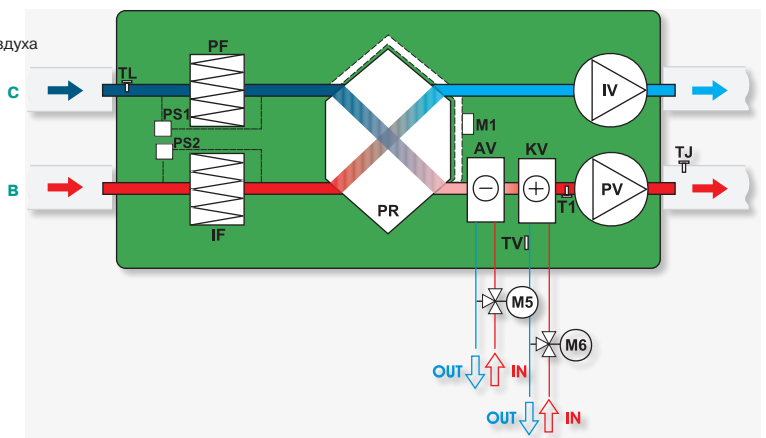 здуха
PF
TL
C
IV
PS1
M1
PS2
AV
KV
TJ
B
T1
PV
PR
IF
TV
M5
M6
OUT
IN
OUT
IN